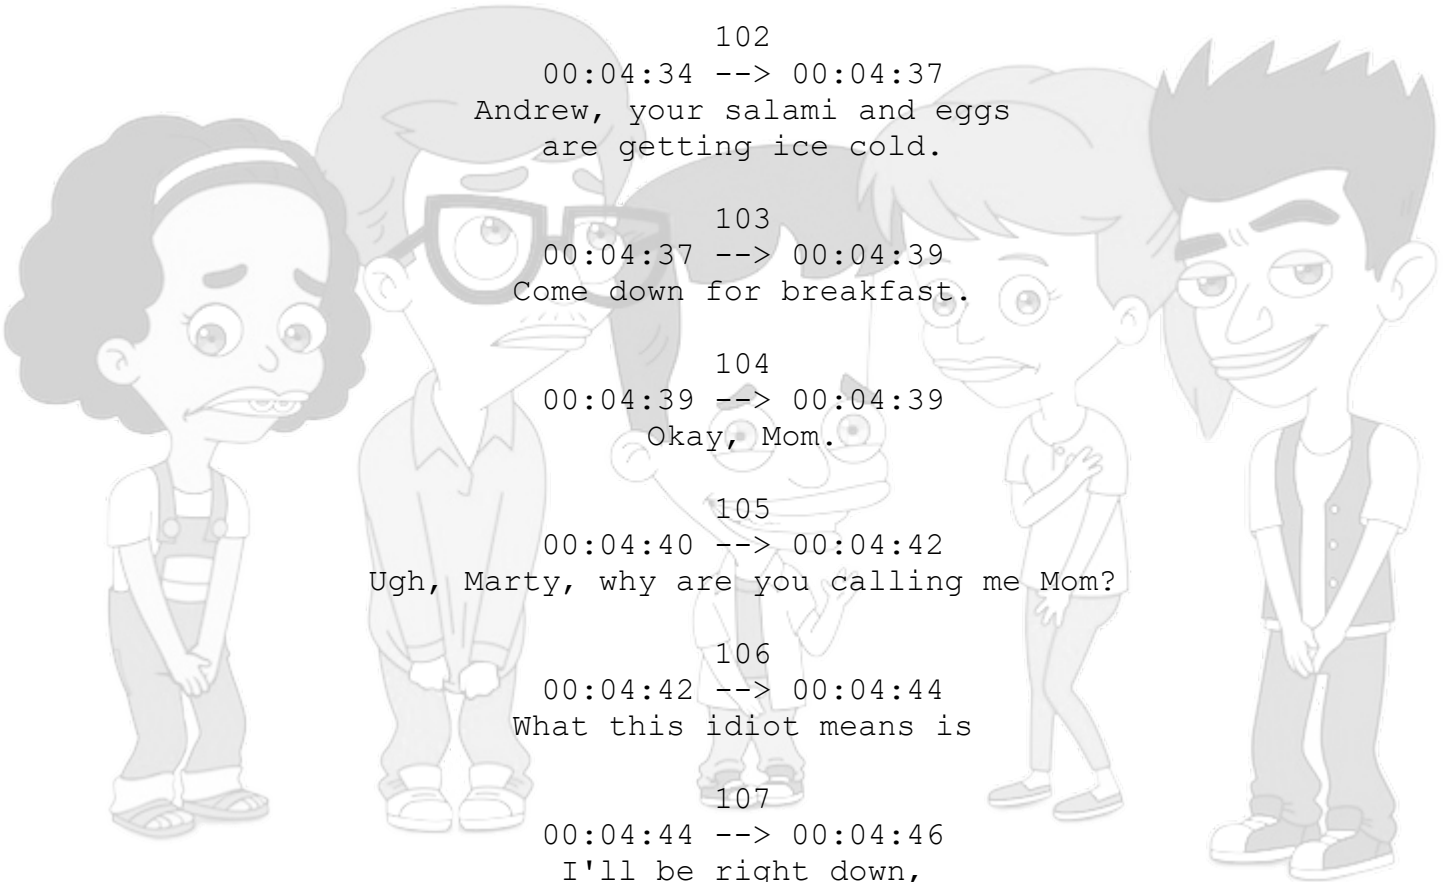 102
00:04:34 --> 00:04:37
Andrew, your salami and eggs
are getting ice cold.
103
00:04:37 --> 00:04:39
Come down for breakfast.
104
00:04:39 --> 00:04:39
Okay, Mom.
105
00:04:40 --> 00:04:42
Ugh, Marty, why are you calling me Mom?
106
00:04:42 --> 00:04:44
What this idiot means is
107
00:04:44 --> 00:04:46
I'll be right down,